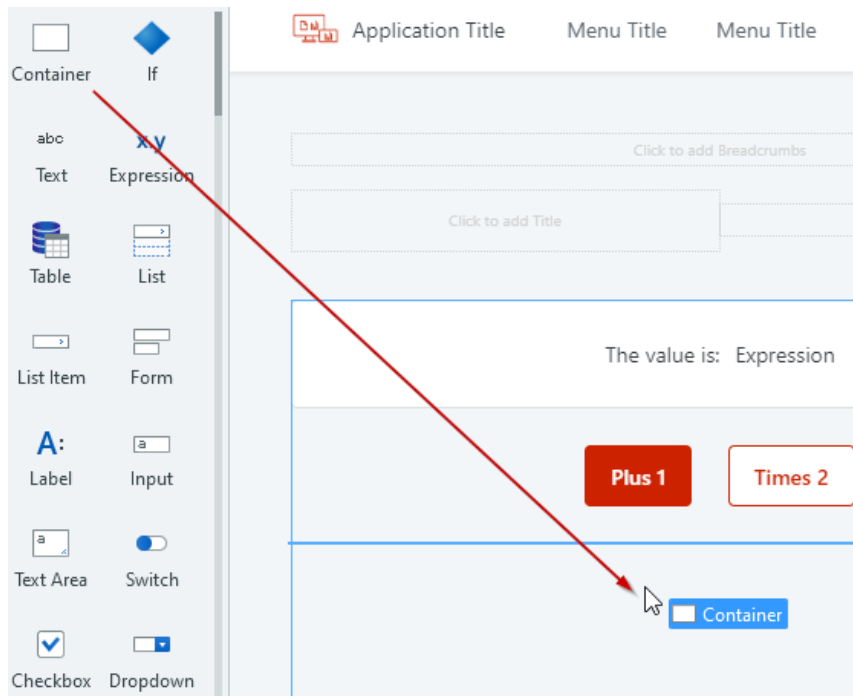 Application Title Menu Title Menu Title
Container If
abc x.y
Text Expression
Click to add Breadcrumbs
Click to add Title
Table List
The value is: Expression
List Item Form
A: a
Label Input
Plus 1 Times 2
a
Text Area Switch
Container
Checkbox Dropdown